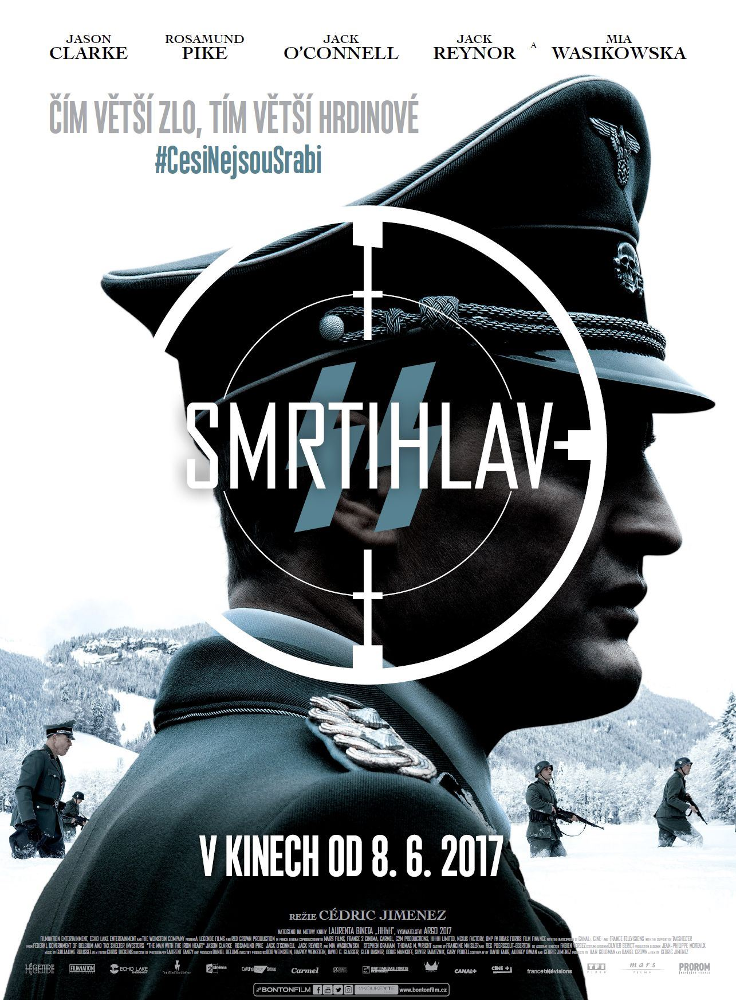 JASON CLARKE ROSAMUND PIKE JACK O'CONNELL JACK REYNOR A MIA WASIKOWSKA
ČÍM VĚTŠÍ ZLO, TÍM VĚTŠÍ HRDINOVÉ
#CesiNejsouSrabi
SMRTIHLAV
V KINECH OD 8. 6. 2017
REŽIE CÉDRIC JIMENEZ
NATOČENO NA MOTIVY KNIHY LAURENTA BINETA „HHhH“, VYDAVATELSTVÍ ARGO 2017
FILMNATION ENTERTAINMENT, ECHO LAKE ENTERTAINMENT AND THE WEINSTEIN COMPANY PRESENT A LEGENDE FILMS AND RED CROWN PRODUCTION IN FRENCH-BELGIAN COPRODUCTION WITH MARS FILMS, FRANCE 2 CINEMA, CARMEL, C2M PRODUCTIONS, HHHH LIMITED, NEXUS FACTORY, BNP PARIBAS FORTIS FILM FINANCE WITH THE PARTICIPATION OF CANAL+, CINE+ AND FRANCE TELEVISIONS WITH THE SUPPORT OF TAXSHELTER
FROM FEDERAL GOVERNMENT OF BELGIUM AND TAX SHELTER INVESTORS "THE MAN WITH THE IRON HEART" JASON CLARKE ROSAMUND PIKE JACK O'CONNELL JACK REYNOR AND MIA WASIKOWSKA STEPHEN GRAHAM THOMAS M. WRIGHT CASTING BY FRANCINE MAISLER AND REG POERSCOUT-EGERTON 1ST ASSISTANT DIRECTOR FABIEN VERGEZ COSTUME DESIGNER OLIVIER BERIOT PRODUCTION DESIGNER JEAN-PHILIPPE MOREAUX
MUSIC BY GUILLAUME ROUSSEL FILM EDITOR CHRIS DICKENS DIRECTOR OF PHOTOGRAPHY LAURENT TANGY LINE PRODUCER DANIEL DELUME EXECUTIVE PRODUCERS BOB WEINSTEIN, HARVEY WEINSTEIN, DAVID C. GLASSER, GLEN BASNER, DOUG MANKOFF, SILVER TABATZNIK, GARY PODELL SCREENPLAY BY DAVID FARR, AUDREY DIWAN AND CEDRIC JIMENEZ PRODUCED BY ILAN GOLDMAN AND DANIEL CROWN A FILM BY CEDRIC JIMENEZ
LÉGENDE FILMNATION ECHO LAKE ENTERTAINMENT THE WEINSTEIN COMPANY 2 cinéma Cutting Edge Group Carmel BNP PARIBAS FORTIS FILM FINANCE CANAL+ CINE+ francetélévisions TF1 VIDEO mars FILMS PROROM
BONTONFILM KOUKEYTE www.bontonfilm.cz